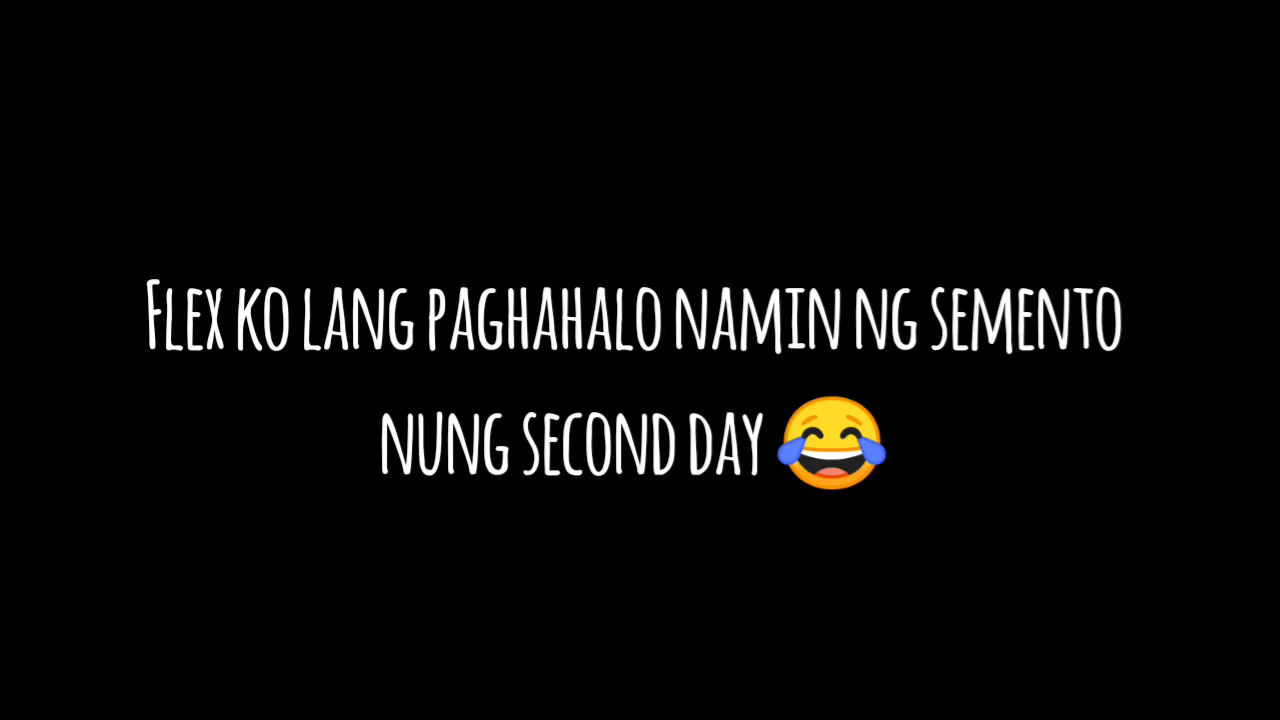 Flex ko lang paghahalo namin ng semento
nung second day 😂